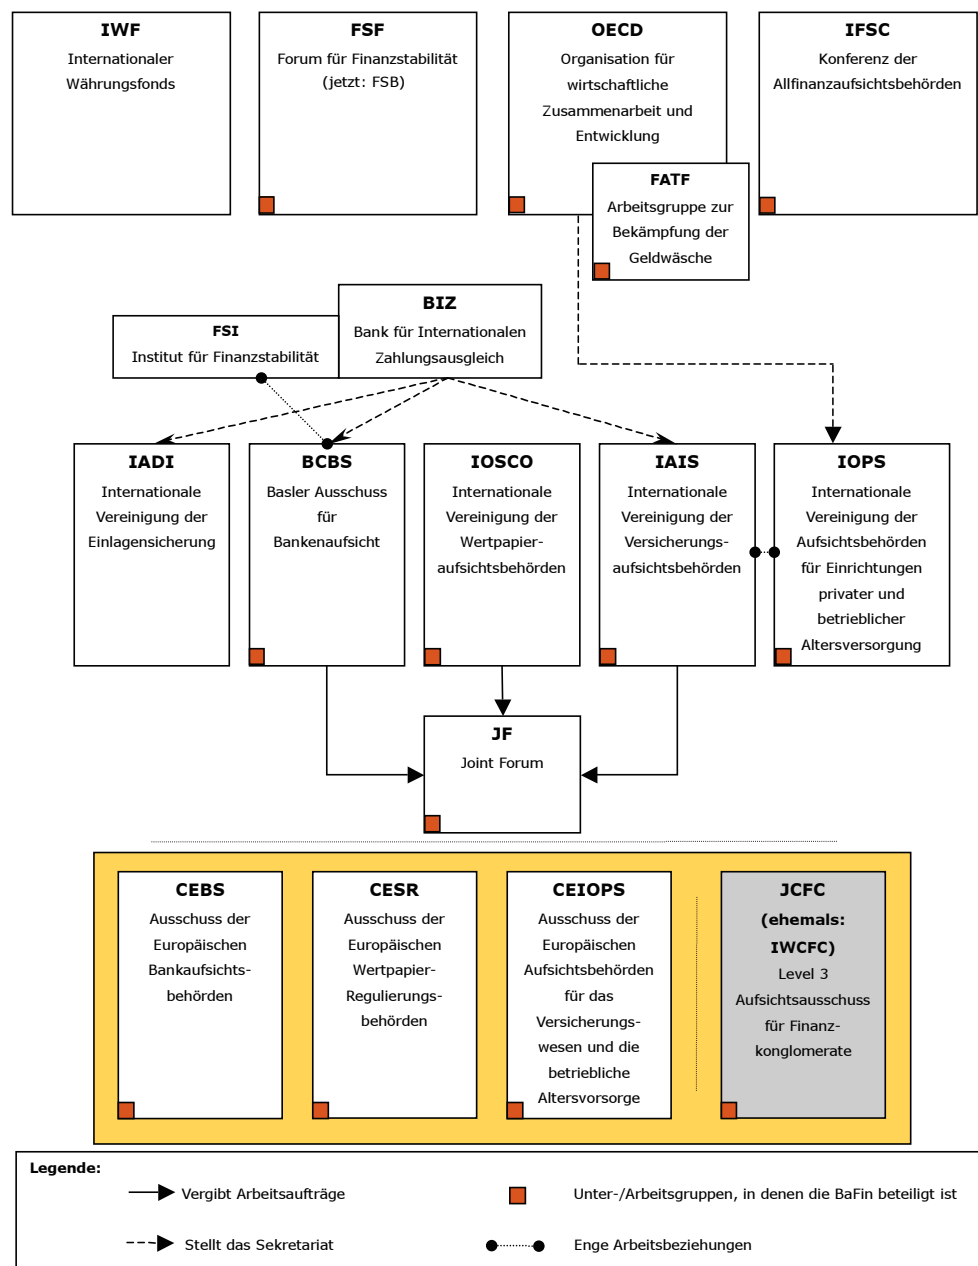 IWF
Internationaler
Währungsfonds
FSF
Forum für Finanzstabilität
(jetzt: FSB)
OECD
Organisation für
wirtschaftliche
Zusammenarbeit und
Entwicklung
IFSC
Konferenz der
Allfinanzaufsichtsbehörden
FATF
Arbeitsgruppe zur
Bekämpfung der
Geldwäsche
FSI
Institut für Finanzstabilität
BIZ
Bank für Internationalen
Zahlungsausgleich
IADI
Internationale
Vereinigung der
Einlagensicherung
BCBS
Basler Ausschuss
für
Bankenaufsicht
IOSCO
Internationale
Vereinigung der
Wertpapier-
aufsichtsbehörden
IAIS
Internationale
Vereinigung der
Versicherungs-
aufsichtsbehörden
IOPS
Internationale
Vereinigung der
Aufsichtsbehörden
für Einrichtungen
privater und
betrieblicher
Altersversorgung
JF
Joint Forum
CEBS
Ausschuss der
Europäischen
Bankaufsichts-
behörden
CESR
Ausschuss der
Europäischen
Wertpapier-
Regulierungs-
behörden
CEIOPS
Ausschuss der
Europäischen
Aufsichtsbehörden
für das
Versicherungs-
wesen und die
betriebliche
Altersvorsorge
JCFC
(ehemals:
IWCFC)
Level 3
Aufsichtsausschuss
für Finanz-
konglomerate
Legende:
Vergibt Arbeitsaufträge
Unter-/Arbeitsgruppen, in denen die BaFin beteiligt ist
Stellt das Sekretariat
Enge Arbeitsbeziehungen